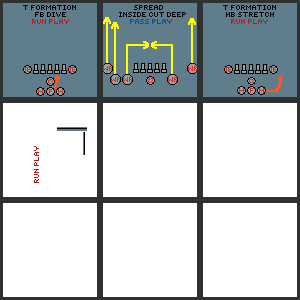 T FORMATION
FB DIVE
RUN PLAY
SPREAD
INSIDE CUT DEEP
PASS PLAY
T FORMATION
HB STRETCH
RUN PLAY
RUN PLAY